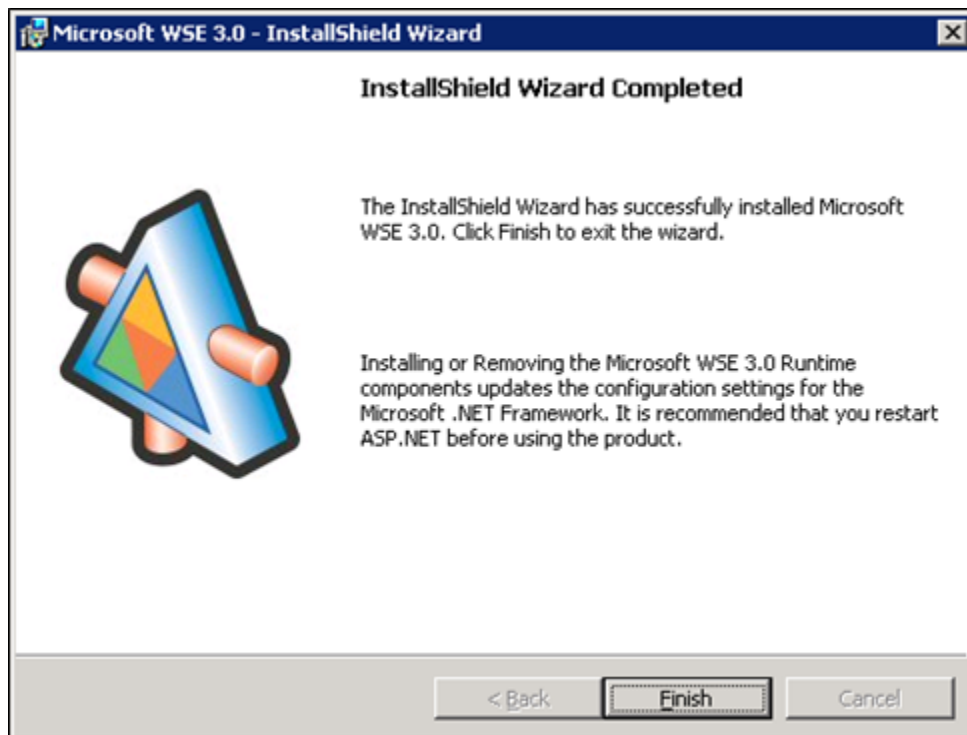 Microsoft WSE 3.0 - InstallShield Wizard
InstallShield Wizard Completed
The InstallShield Wizard has successfully installed Microsoft
WSE 3.0. Click Finish to exit the wizard.
Installing or Removing the Microsoft WSE 3.0 Runtime
components updates the configuration settings for the
Microsoft .NET Framework. It is recommended that you restart
ASP.NET before using the product.
< Back Finish Cancel